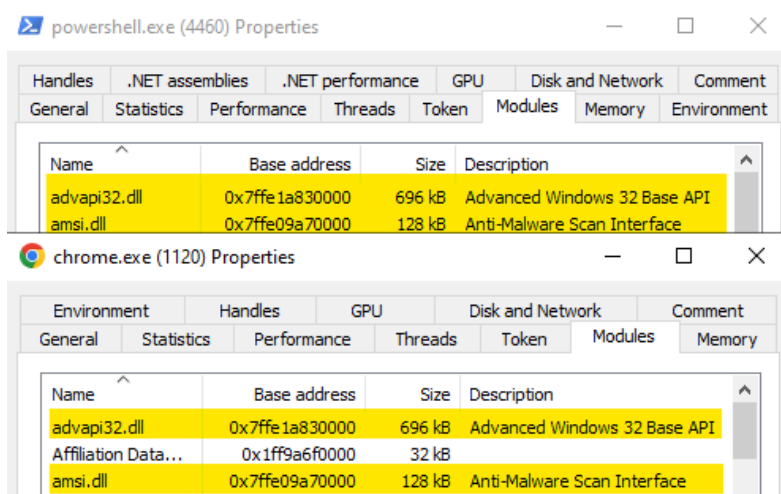 powershell.exe (4460) Properties
Handles .NET assemblies .NET performance GPU Disk and Network Comment
General Statistics Performance Threads Token Modules Memory Environment
Name Base address Size Description
advapi32.dll 0x7ffe1a830000 696 kB Advanced Windows 32 Base API
amsi.dll 0x7ffe09a70000 128 kB Anti-Malware Scan Interface
chrome.exe (1120) Properties
Environment Handles GPU Disk and Network Comment
General Statistics Performance Threads Token Modules Memory
Name Base address Size Description
advapi32.dll 0x7ffe1a830000 696 kB Advanced Windows 32 Base API
Affiliation Data... 0x1ff9a6f0000 32 kB
amsi.dll 0x7ffe09a70000 128 kB Anti-Malware Scan Interface